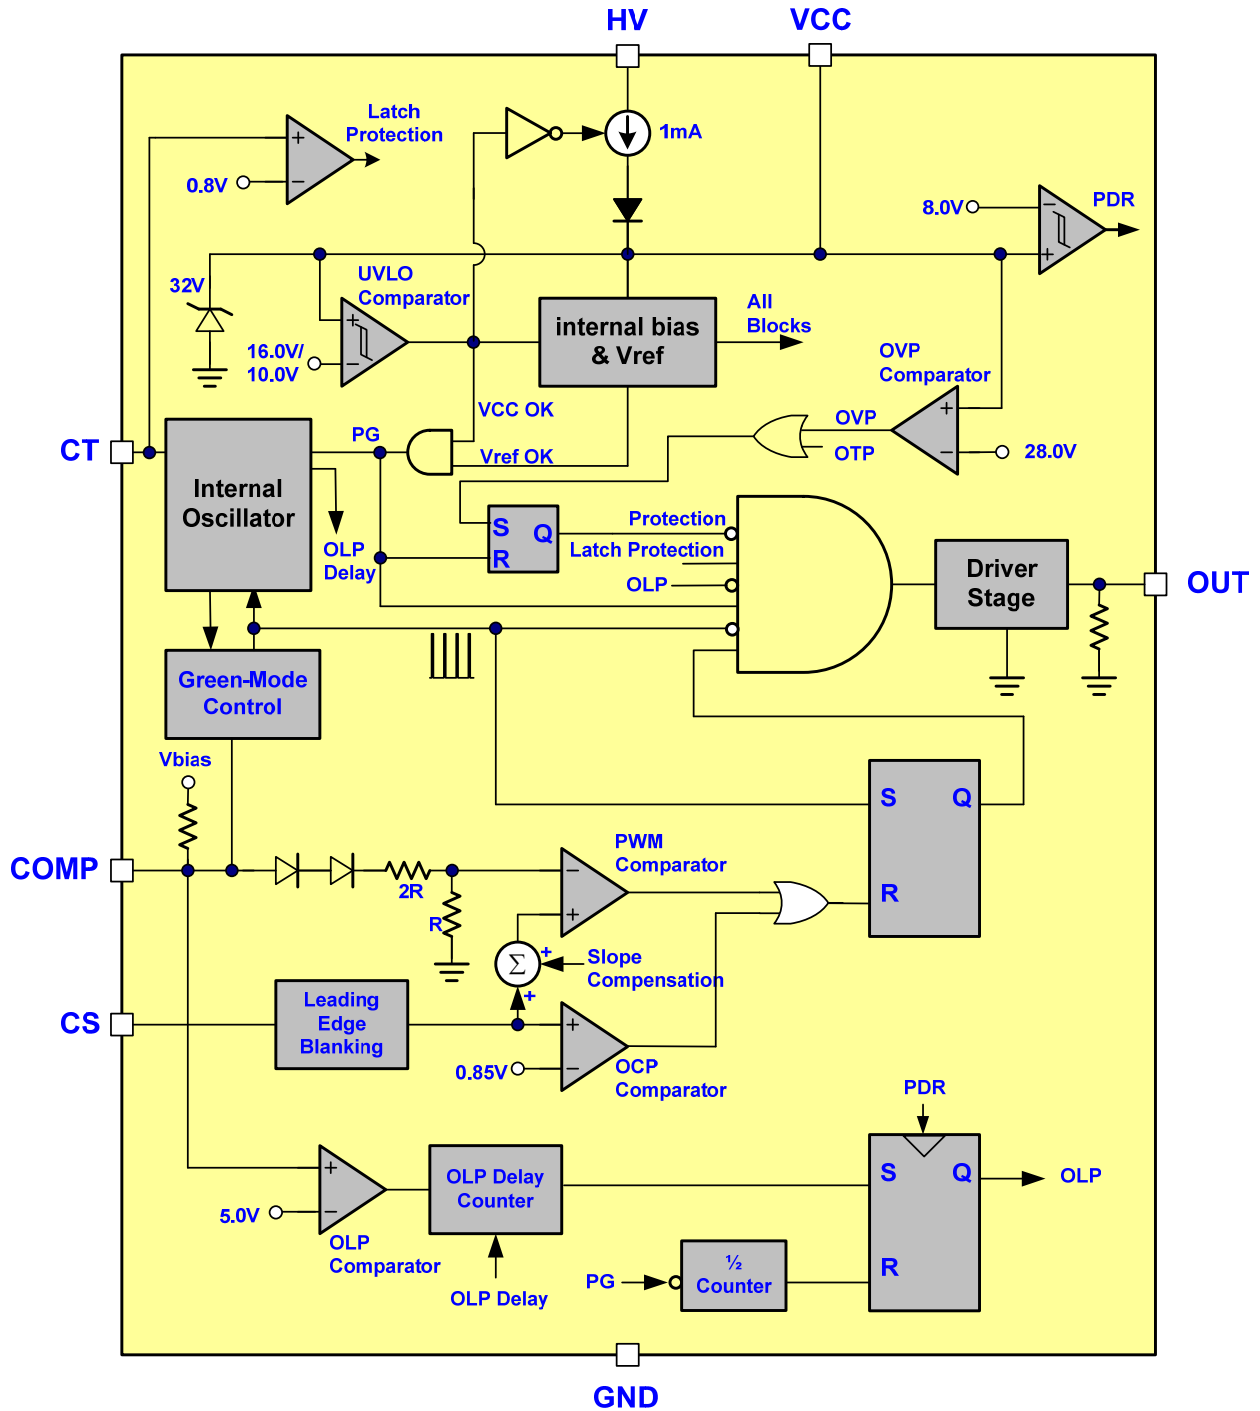 HV
VCC
Latch
Protection
1mA
0.8V
8.0V
PDR
UVLO
Comparator
32V
16.0V/
10.0V
internal bias
& Vref
All
Blocks
OVP
Comparator
VCC OK
OVP
OTP
28.0V
CT
PG
Vref OK
Internal
Oscillator
OLP
Delay
S
Q
R
Protection
Latch Protection
OLP
Driver
Stage
OUT
Green-Mode
Control
Vbias
S
Q
R
COMP
2R
R
PWM
Comparator
Σ
Slope
Compensation
CS
Leading
Edge
Blanking
0.85V
OCP
Comparator
PDR
5.0V
OLP
Comparator
OLP Delay
Counter
OLP Delay
S
Q
R
OLP
PG
½
Counter
GND